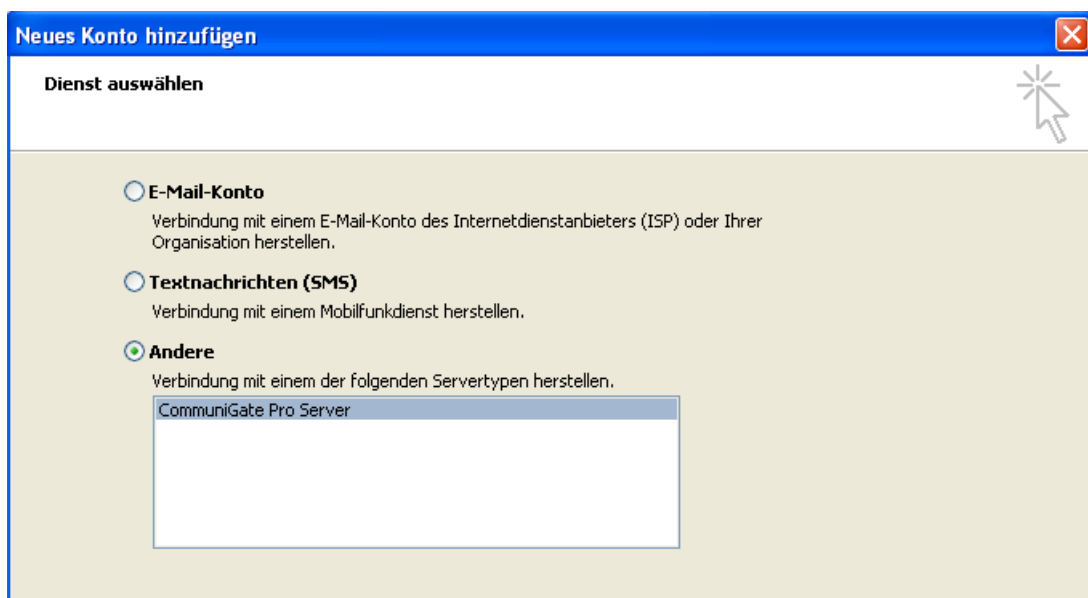 Neues Konto hinzufügen
Dienst auswählen
E-Mail-Konto
Verbindung mit einem E-Mail-Konto des Internetdienstanbieters (ISP) oder Ihrer
Organisation herstellen.
Textnachrichten (SMS)
Verbindung mit einem Mobilfunkdienst herstellen.
Andere
Verbindung mit einem der folgenden Servertypen herstellen.
CommuniGate Pro Server